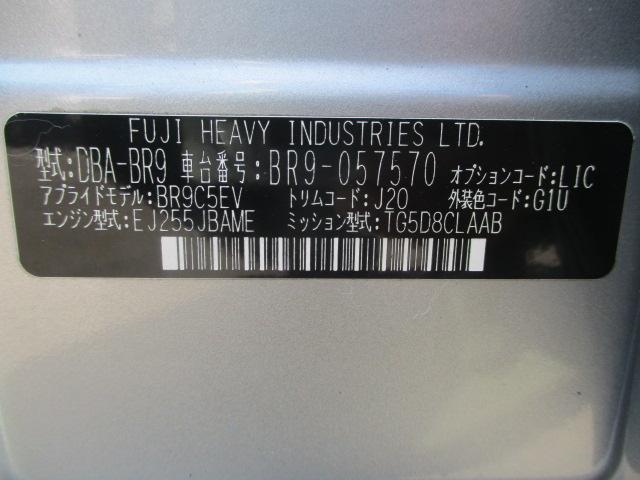 FUJI HEAVY INDUSTRIES LTD.
型式:DBA-BR9 車台番号:BR9-057570 オプションコード:LIC
アプライドモデル:BR9C5EV トリムコード:J20 外装色コード:G1U
エンジン型式:EJ255JBAME ミッション型式:TG5D8CLAAB